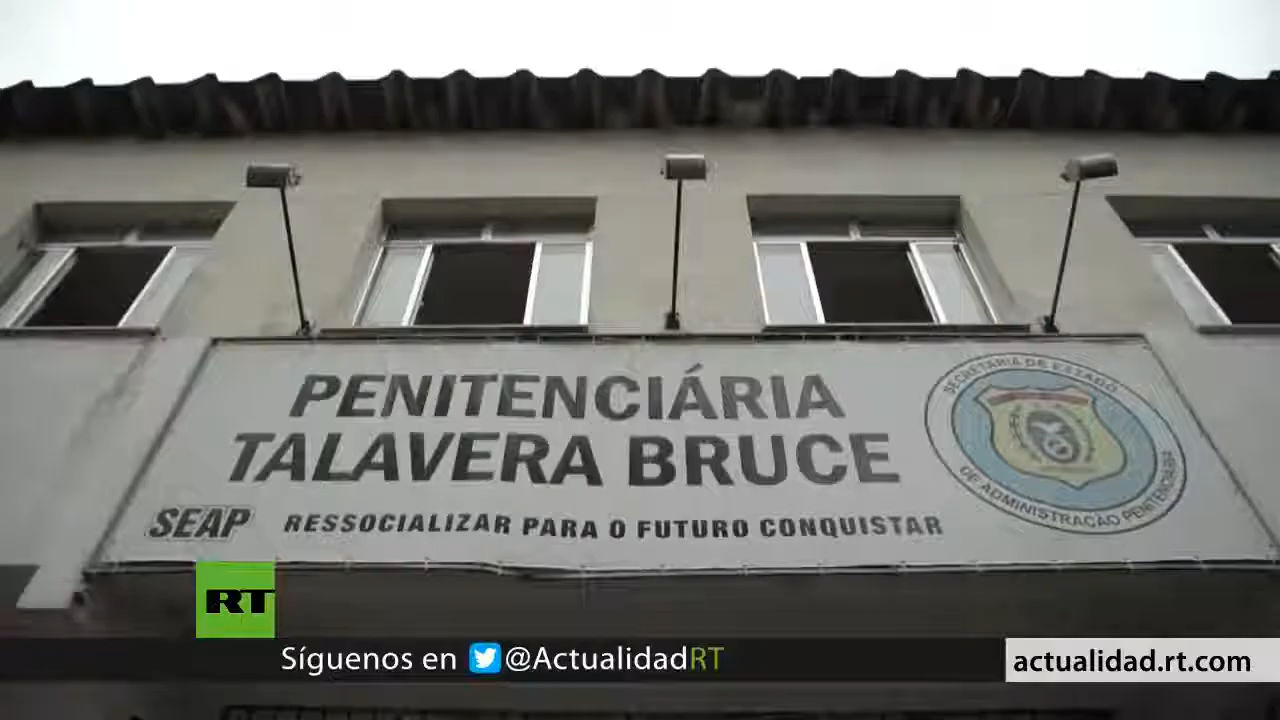 PENITENCIÁRIA
TALAVERA BRUCE
SEAP RESSOCIALIZAR PARA O FUTURO CONQUISTAR
SECRETARIA DE ESTADO
DE ADMINISTRAÇÃO PENITENCIÁRIA
RT
Síguenos en @ActualidadRT
actualidad.rt.com